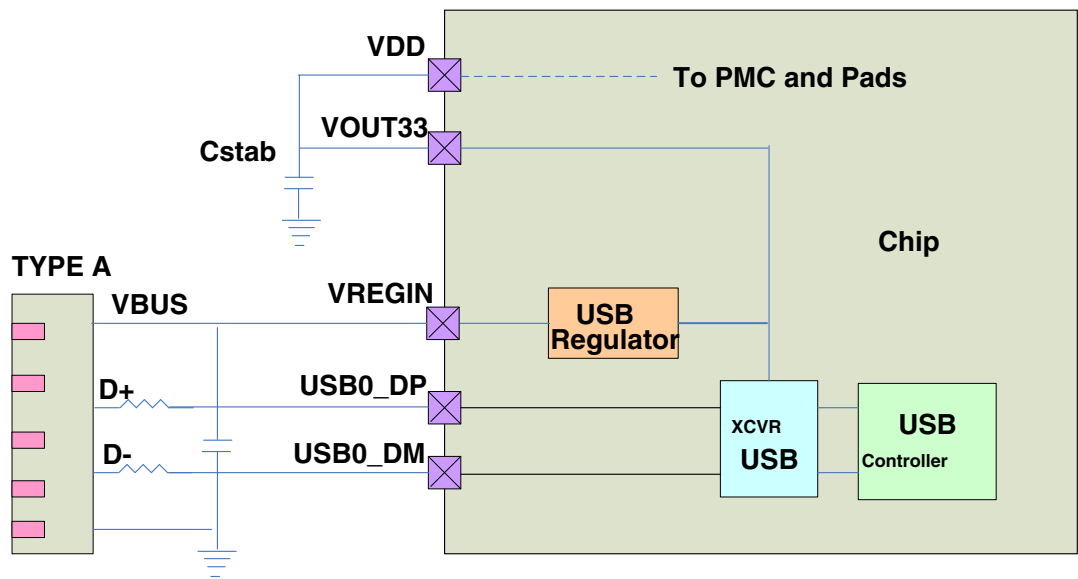 VDD
To PMC and Pads
VOUT33
Cstab
Chip
TYPE A
VBUS
VREGIN
USB
Regulator
D+
USB0_DP
XCVR
USB
USB
Controller
D-
USB0_DM